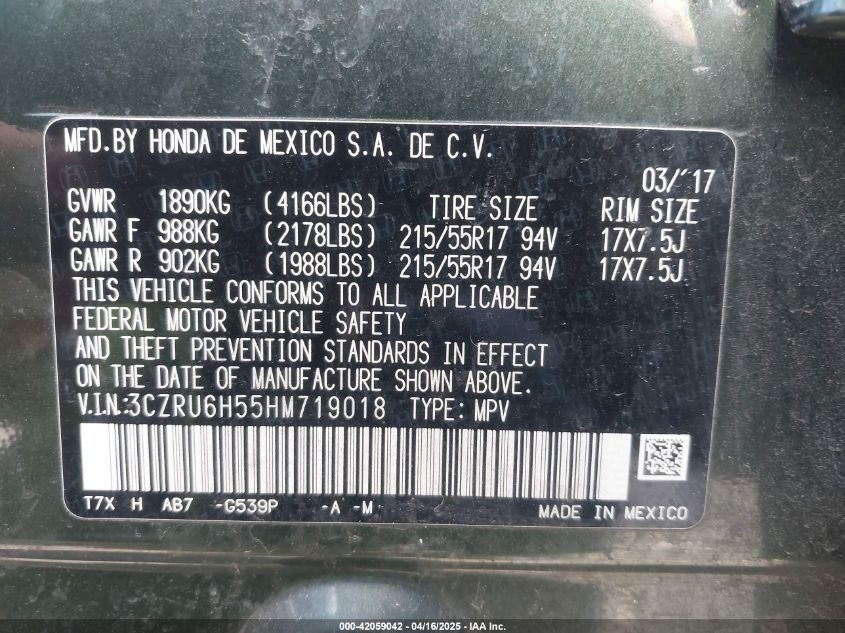 MFD.BY HONDA DE MEXICO S.A. DE C.V.
03/'17
GVWR 1890KG (4166LBS) TIRE SIZE RIM SIZE
GAWR F 988KG (2178LBS) 215/55R17 94V 17X7.5J
GAWR R 902KG (1988LBS) 215/55R17 94V 17X7.5J
THIS VEHICLE CONFORMS TO ALL APPLICABLE
FEDERAL MOTOR VEHICLE SAFETY
AND THEFT PREVENTION STANDARDS IN EFFECT
ON THE DATE OF MANUFACTURE SHOWN ABOVE.
V.I.N:3CZRU6H55HM719018 TYPE: MPV
T7X H AB7 -G539P -A -M MADE IN MEXICO
000-42059042 - 04/16/2025 - IAA Inc.